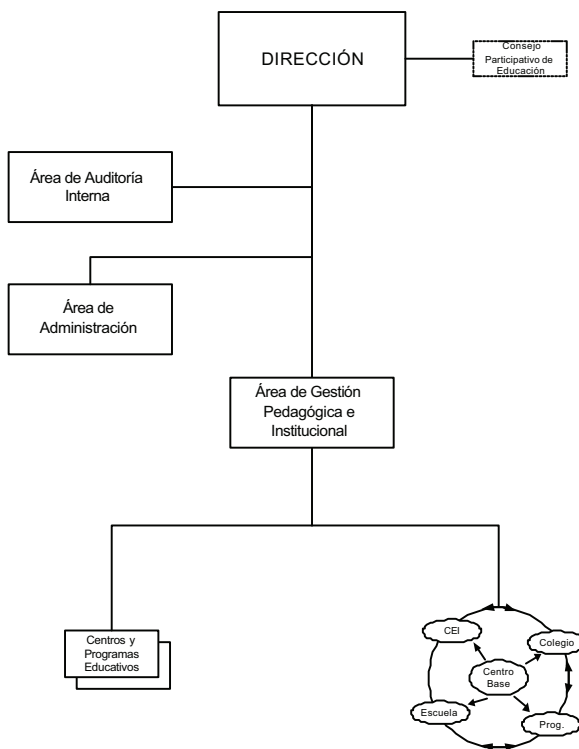 DIRECCIÓN
Consejo
Participativo de
Educación
Área de Auditoría
Interna
Área de
Administración
Área de Gestión
Pedagógica e
Institucional
Centros y
Programas
Educativos
CEI
Colegio
Centro
Base
Escuela
Prog.